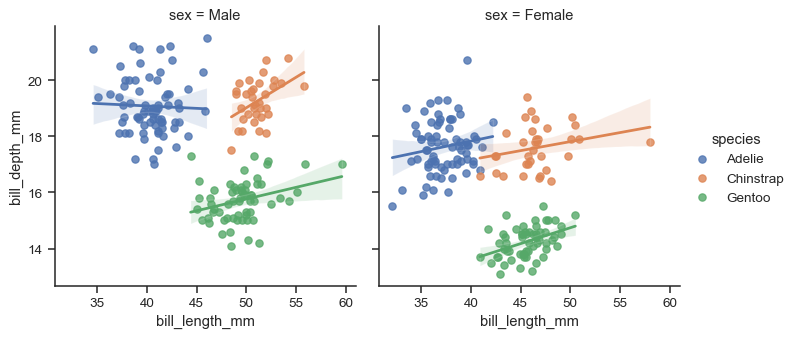 sex = Male
sex = Female
bill_depth_mm
20
18
16
14
35
40
45
50
55
60
bill_length_mm
35
40
45
50
55
60
bill_length_mm
species
Adelie
Chinstrap
Gentoo